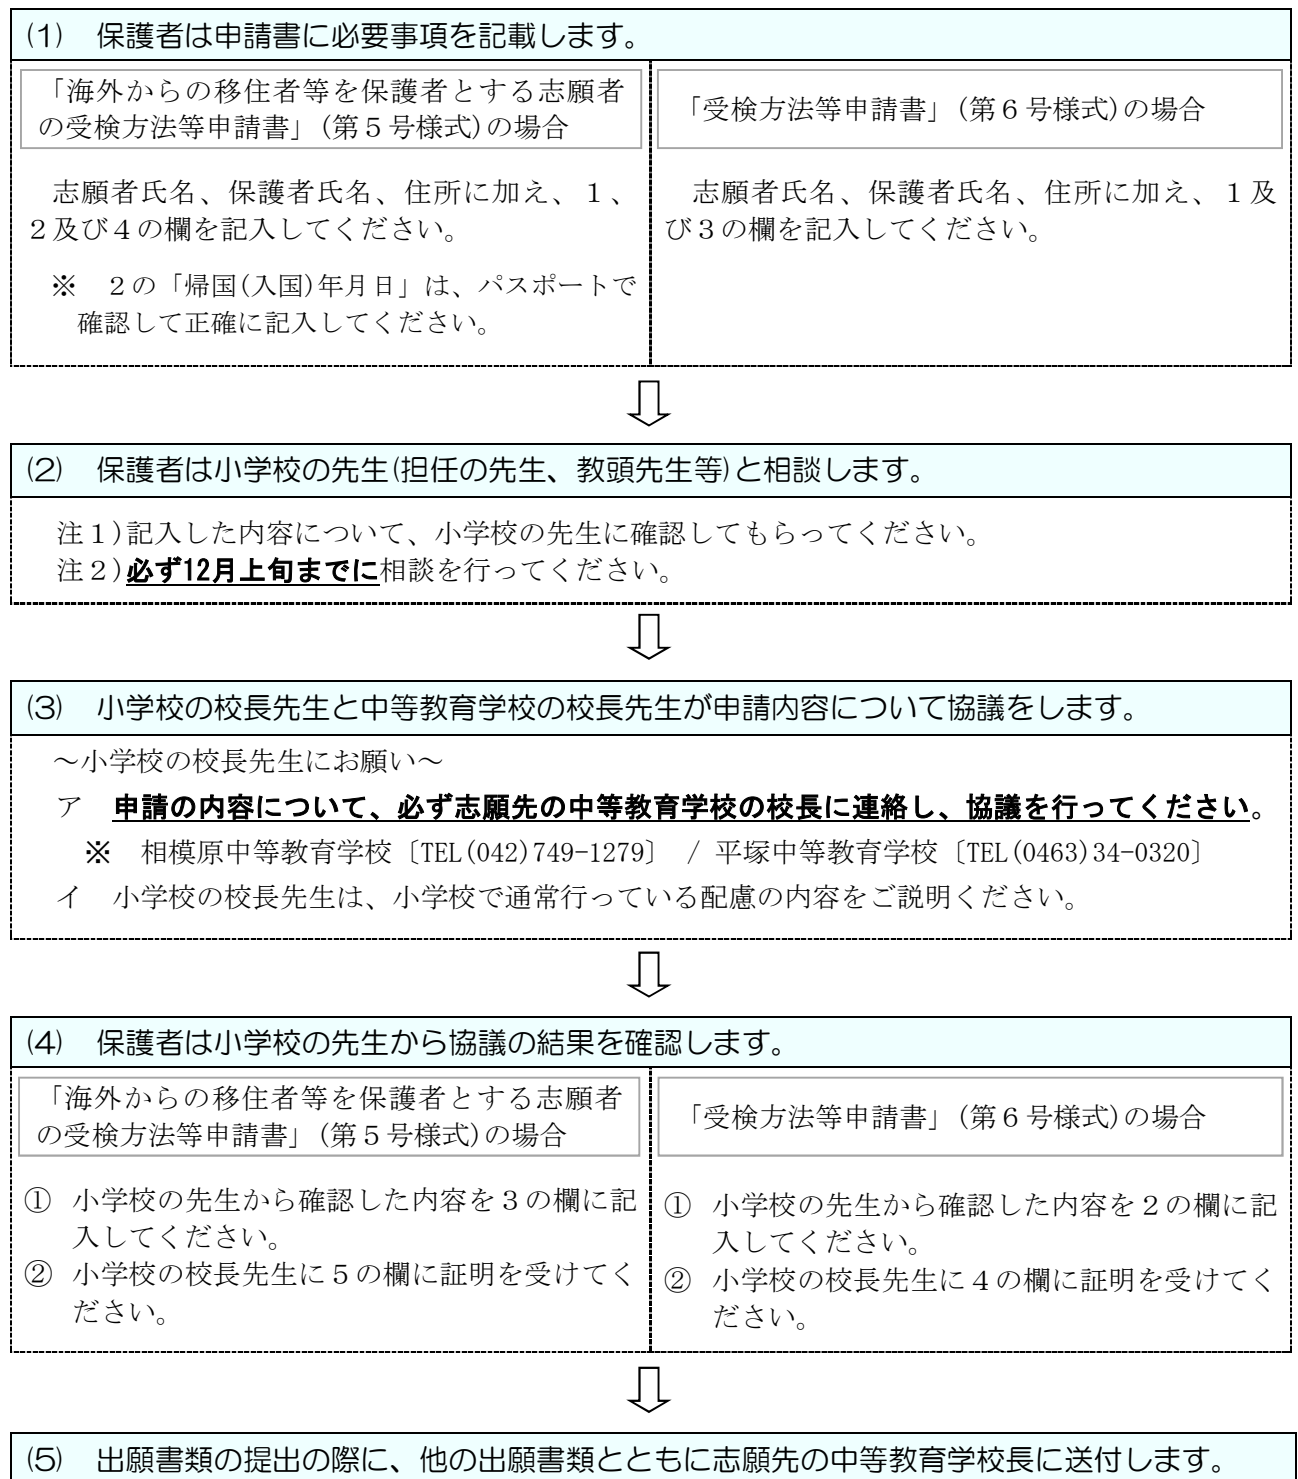 (1)　保護者は申請書に必要事項を記載します。
「海外からの移住者等を保護者とする志願者
の受検方法等申請書」(第５号様式)の場合
志願者氏名、保護者氏名、住所に加え、１、
２及び４の欄を記入してください。
※　２の「帰国(入国)年月日」は、パスポートで
確認して正確に記入してください。
「受検方法等申請書」(第６号様式)の場合
志願者氏名、保護者氏名、住所に加え、１及
び３の欄を記入してください。
(2)　保護者は小学校の先生(担任の先生、教頭先生等)と相談します。
注１)記入した内容について、小学校の先生に確認してもらってください。
注２)必ず12月上旬までに相談を行ってください。
(3)　小学校の校長先生と中等教育学校の校長先生が申請内容について協議をします。
～小学校の校長先生にお願い～
ア　申請の内容について、必ず志願先の中等教育学校の校長に連絡し、協議を行ってください。
※　相模原中等教育学校〔TEL(042)749-1279〕 / 平塚中等教育学校〔TEL(0463)34-0320〕
イ　小学校の校長先生は、小学校で通常行っている配慮の内容をご説明ください。
(4)　保護者は小学校の先生から協議の結果を確認します。
「海外からの移住者等を保護者とする志願者
の受検方法等申請書」(第５号様式)の場合
①　小学校の先生から確認した内容を３の欄に記
入してください。
②　小学校の校長先生に５の欄に証明を受けてく
ださい。
「受検方法等申請書」(第６号様式)の場合
①　小学校の先生から確認した内容を２の欄に記
入してください。
②　小学校の校長先生に４の欄に証明を受けてく
ださい。
(5)　出願書類の提出の際に、他の出願書類とともに志願先の中等教育学校長に送付します。